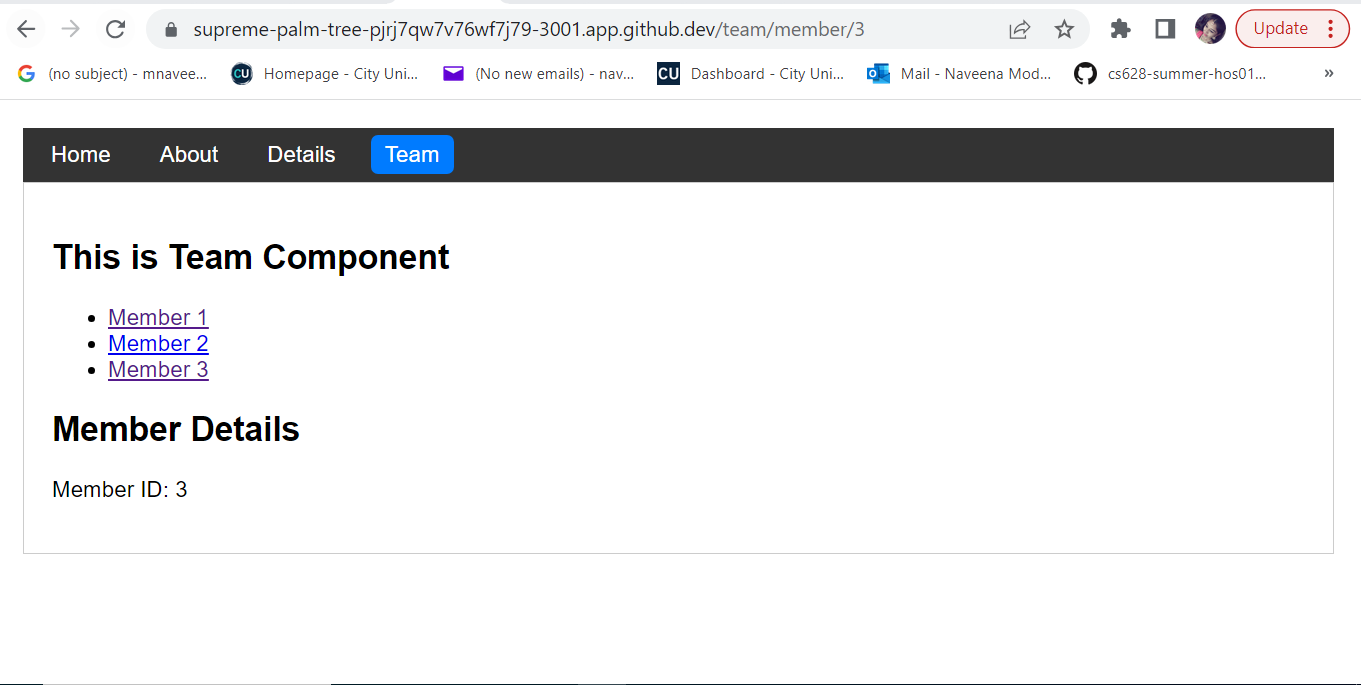 supreme-palm-tree-pjrj7qw7v76wf7j79-3001.app.github.dev/team/member/3
Update
G (no subject) - mnavee...
CU Homepage - City Uni...
(No new emails) - nav...
CU Dashboard - City Uni...
Mail - Naveena Mod...
cs628-summer-hos01...
»
Home About Details Team
This is Team Component
• Member 1
• Member 2
• Member 3
Member Details
Member ID: 3